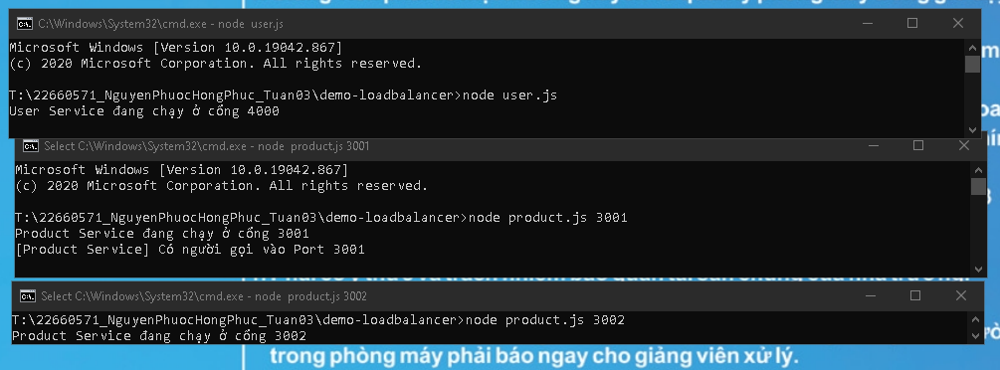 C:\Windows\System32\cmd.exe - node user.js
Microsoft Windows [Version 10.0.19042.867]
(c) 2020 Microsoft Corporation. All rights reserved.
T:\22660571_NguyenPhuocHongPhuc_Tuan03\demo-loadbalancer>node user.js
User Service đang chạy ở cổng 4000
Select C:\Windows\System32\cmd.exe - node product.js 3001
Microsoft Windows [Version 10.0.19042.867]
(c) 2020 Microsoft Corporation. All rights reserved.
T:\22660571_NguyenPhuocHongPhuc_Tuan03\demo-loadbalancer>node product.js 3001
Product Service đang chạy ở cổng 3001
[Product Service] Có người gọi vào Port 3001
Select C:\Windows\System32\cmd.exe - node product.js 3002
T:\22660571_NguyenPhuocHongPhuc_Tuan03\demo-loadbalancer>node product.js 3002
Product Service đang chạy ở cổng 3002
trong phòng máy phải báo ngay cho giảng viên xử lý.